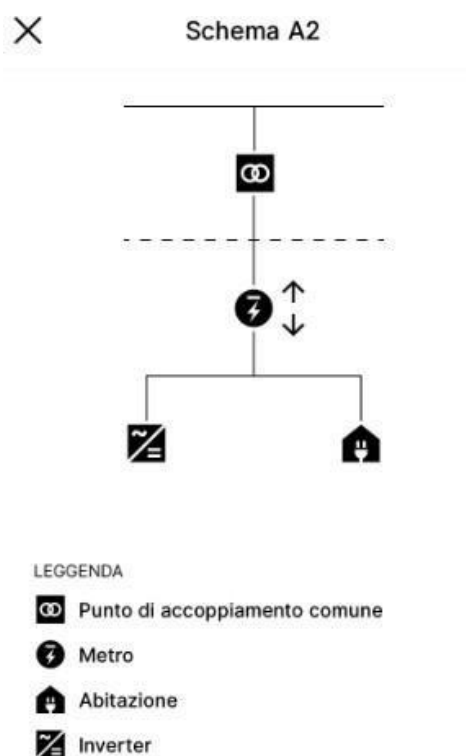 Schema A2
LEGGENDA
Punto di accoppiamento comune
Metro
Abitazione
Inverter